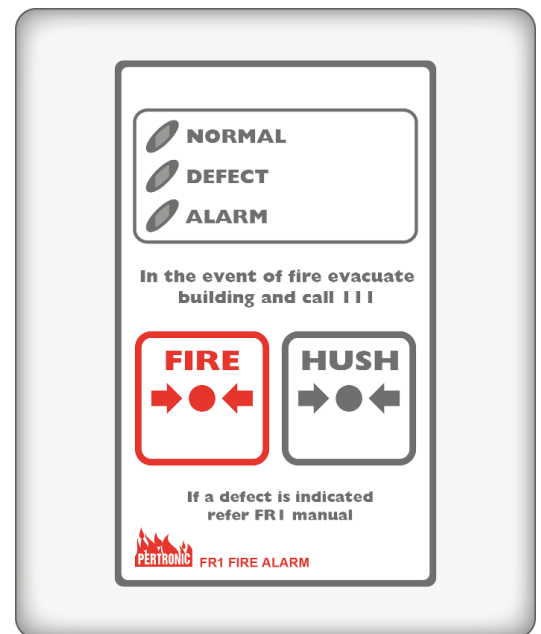 NORMAL
DEFECT
ALARM
In the event of fire evacuate
building and call 111
FIRE
HUSH
If a defect is indicated
refer FR1 manual
PERTRONIC
FR1 FIRE ALARM